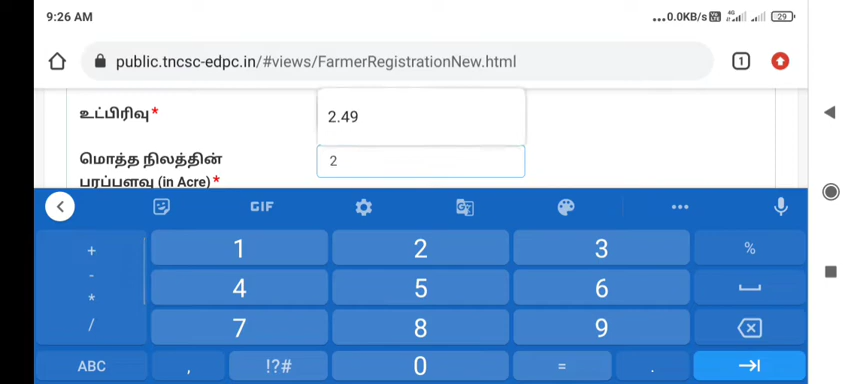 9:26 AM
...0.0KB/s 4G 29
public.tncsc-edpc.in/#views/FarmerRegistrationNew.html 1
உட்பிரிவு*
2.49
மொத்த நிலத்தின் 2
பரப்பளவு (in Acre)*
GIF
+ 1 2 3 %
- 4 5 6
*
/ 7 8 9
ABC , !?# 0 = .